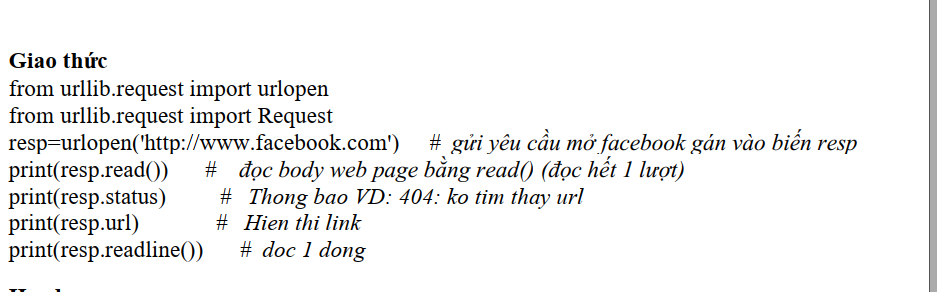 Giao thức
from urllib.request import urlopen
from urllib.request import Request
resp=urlopen('http://www.facebook.com') # gửi yêu cầu mở facebook gán vào biến resp
print(resp.read()) # đọc body web page bằng read() (đọc hết 1 lượt)
print(resp.status) # Thong bao VD: 404: ko tim thay url
print(resp.url) # Hien thi link
print(resp.readline()) # doc 1 dong